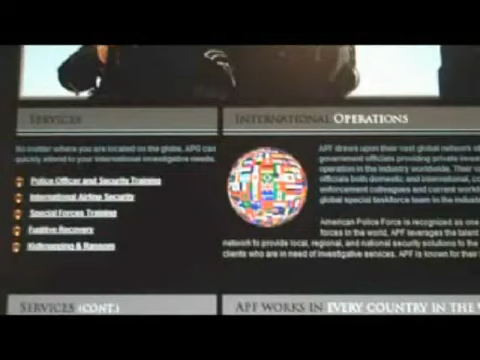 SERVICES
No matter where you are located on the globe, APG can
quickly attend to your international investigative needs.
Police Officer and Security Training
International Airline Security
Special Forces Training
Fugitive Recovery
Kidnapping & Ransom
INTERNATIONAL OPERATIONS
APF draws upon their vast global network of
government officials providing private
operation in the industry worldwide. Their
officials both domestic and international,
enforcement colleagues and current
global special taskforce team in the
American Police Force is recognized as one
forces in the world. APF leverages the talent
network to provide local, regional, and national security solutions to the
clients who are in need of investigative services. APF is known for their
SERVICES (CONT.)
APF WORKS IN EVERY COUNTRY IN THE